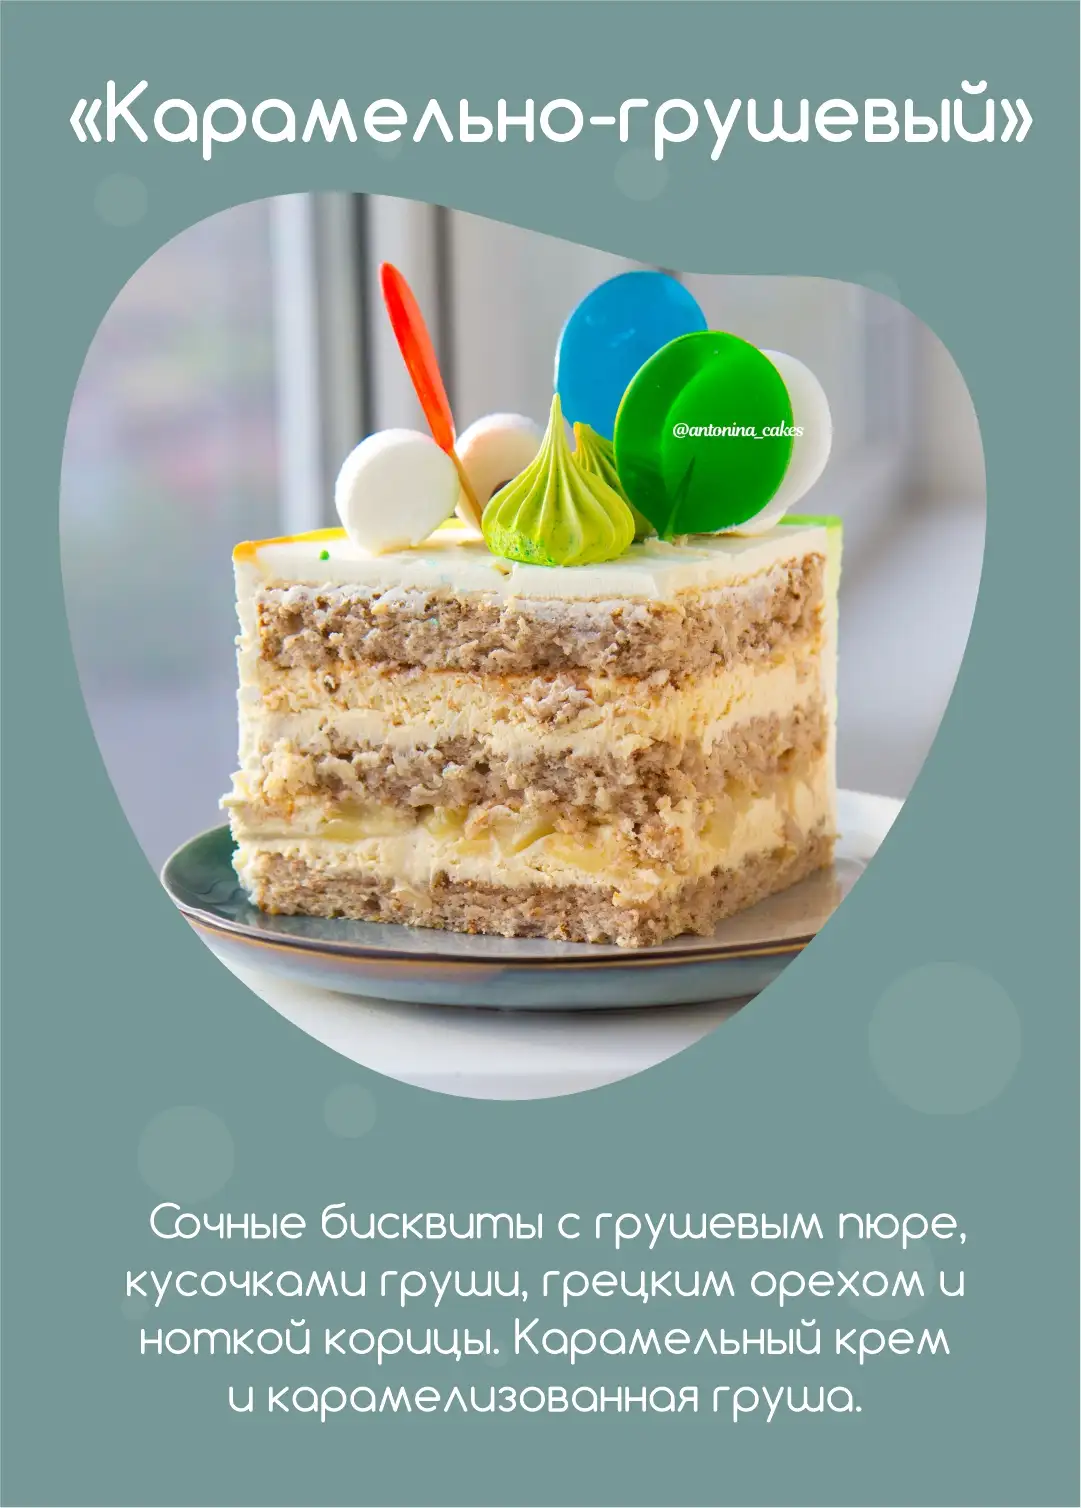 «Карамельно-грушевый»
@antonina_cakes
Сочные бисквиты с грушевым пюре,
кусочками груши, грецким орехом и
ноткой корицы. Карамельный крем
и карамелизованная груша.